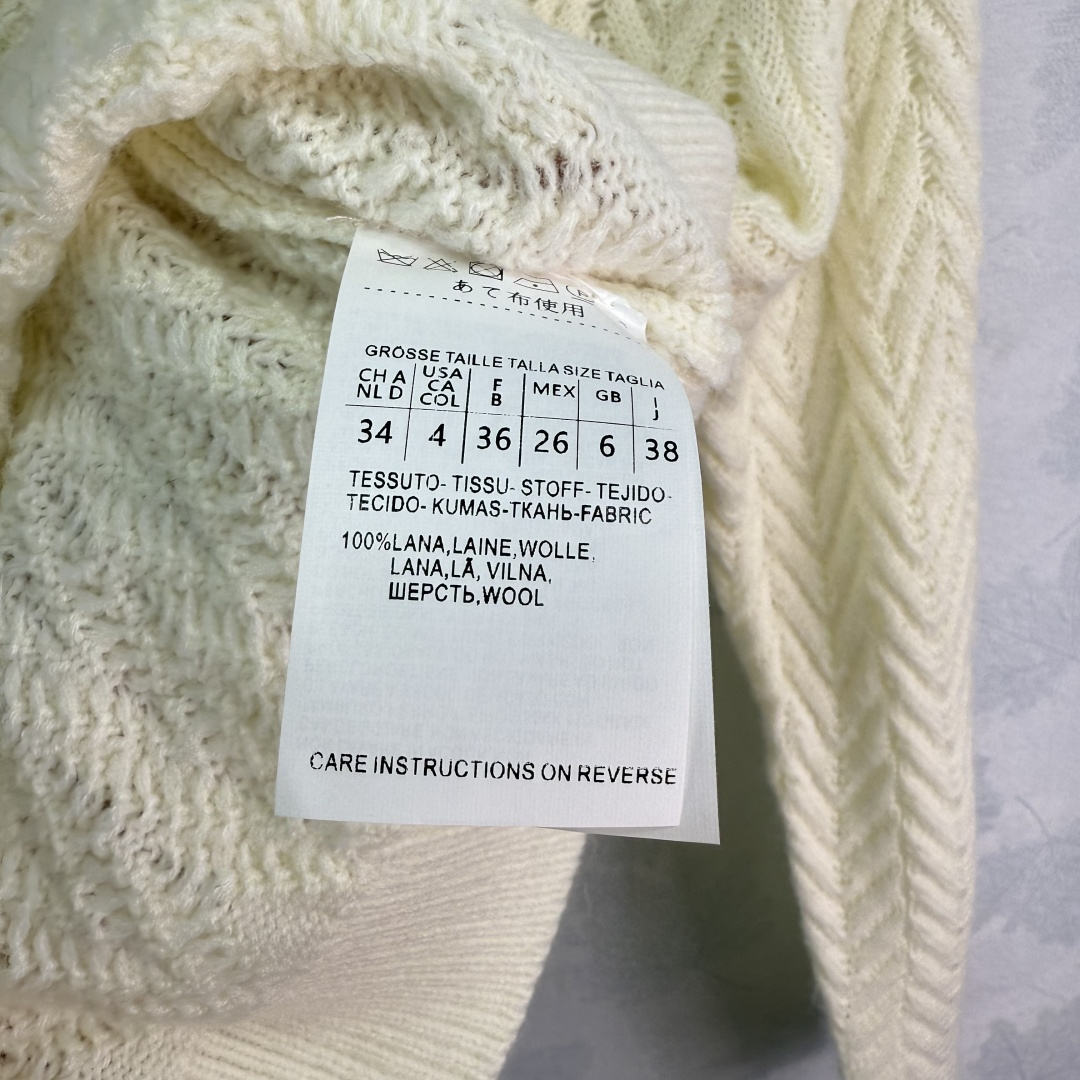 あて布使用
GRÖSSE TAILLE TALLA SIZE TAGLIA
CH A NL D USA CA COL F B MEX GB I J
34 4 36 26 6 38
TESSUTO- TISSU- STOFF- TEJIDO-
TECIDO- KUMAS-ТКАНЬ-FABRIC
100%LANA,LAINE,WOLLE,
LANA,LÃ, VILNA,
ШЕРСТЬ,WOOL
CARE INSTRUCTIONS ON REVERSE